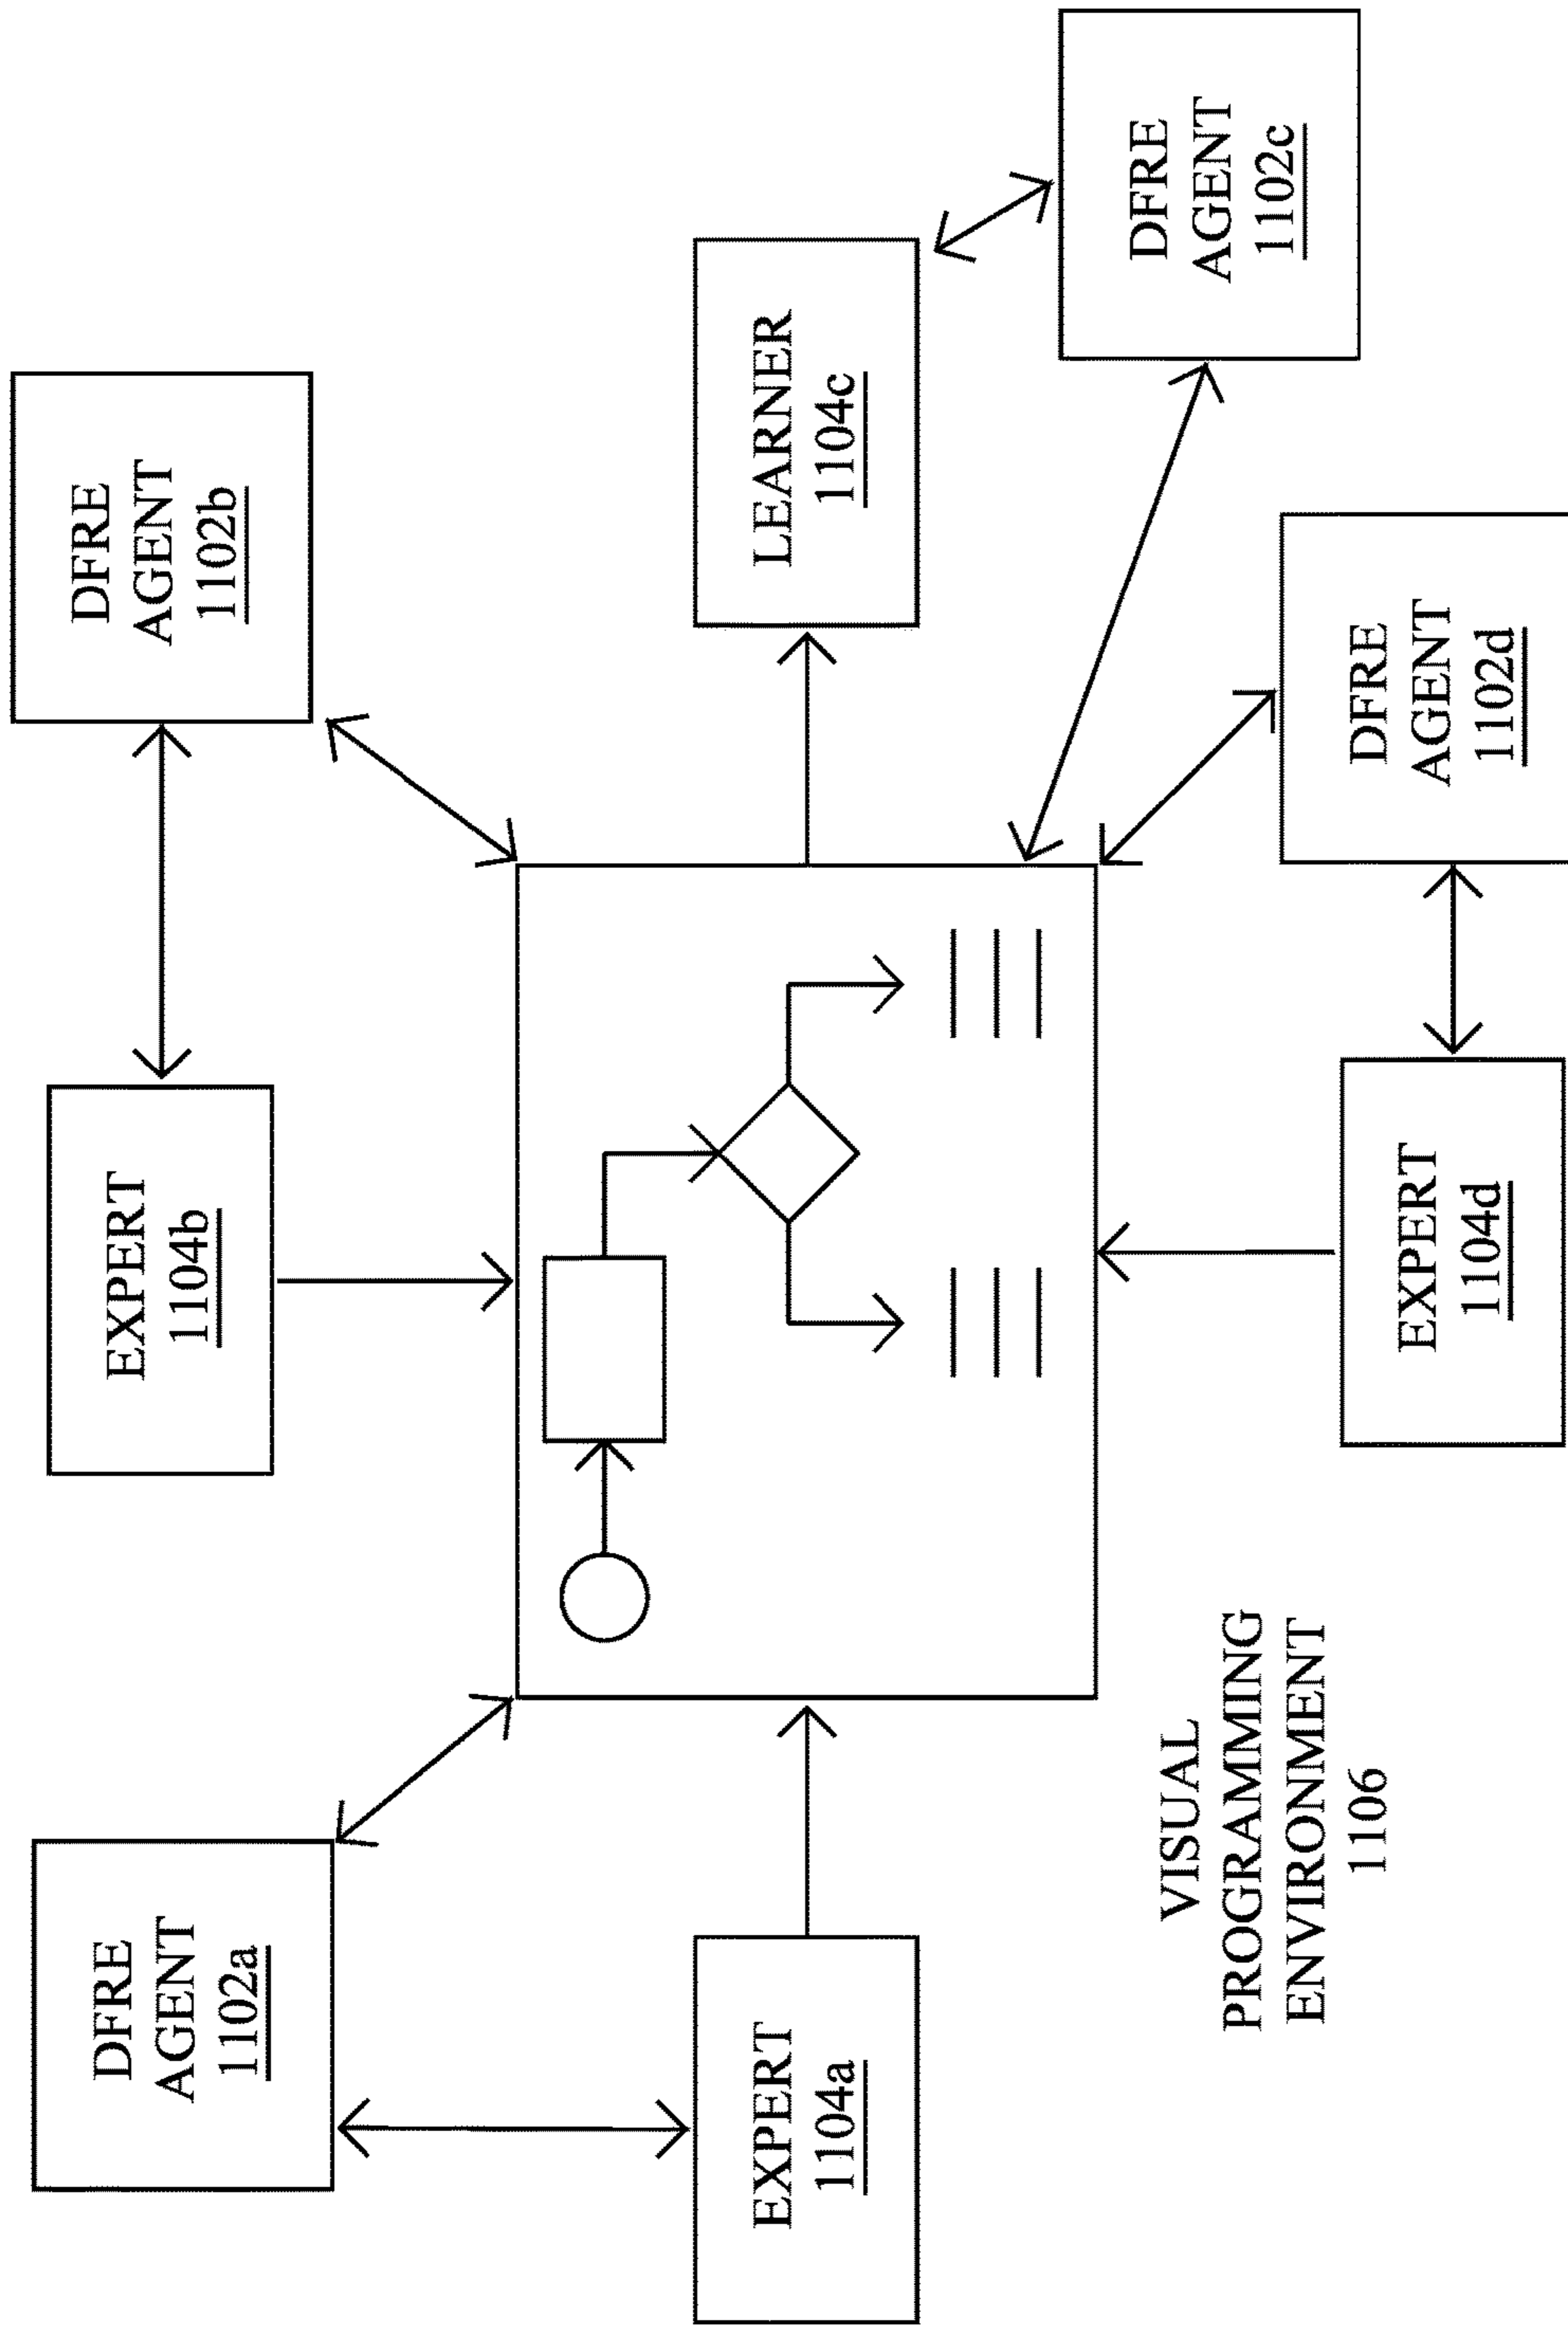 DFRE
AGENT
1102a
DFRE
AGENT
1102b
EXPERT
1104b
EXPERT
1104a
LEARNER
1104c
DFRE
AGENT
1102c
VISUAL
PROGRAMMING
ENVIRONMENT
1106
EXPERT
1104d
DFRE
AGENT
1102d